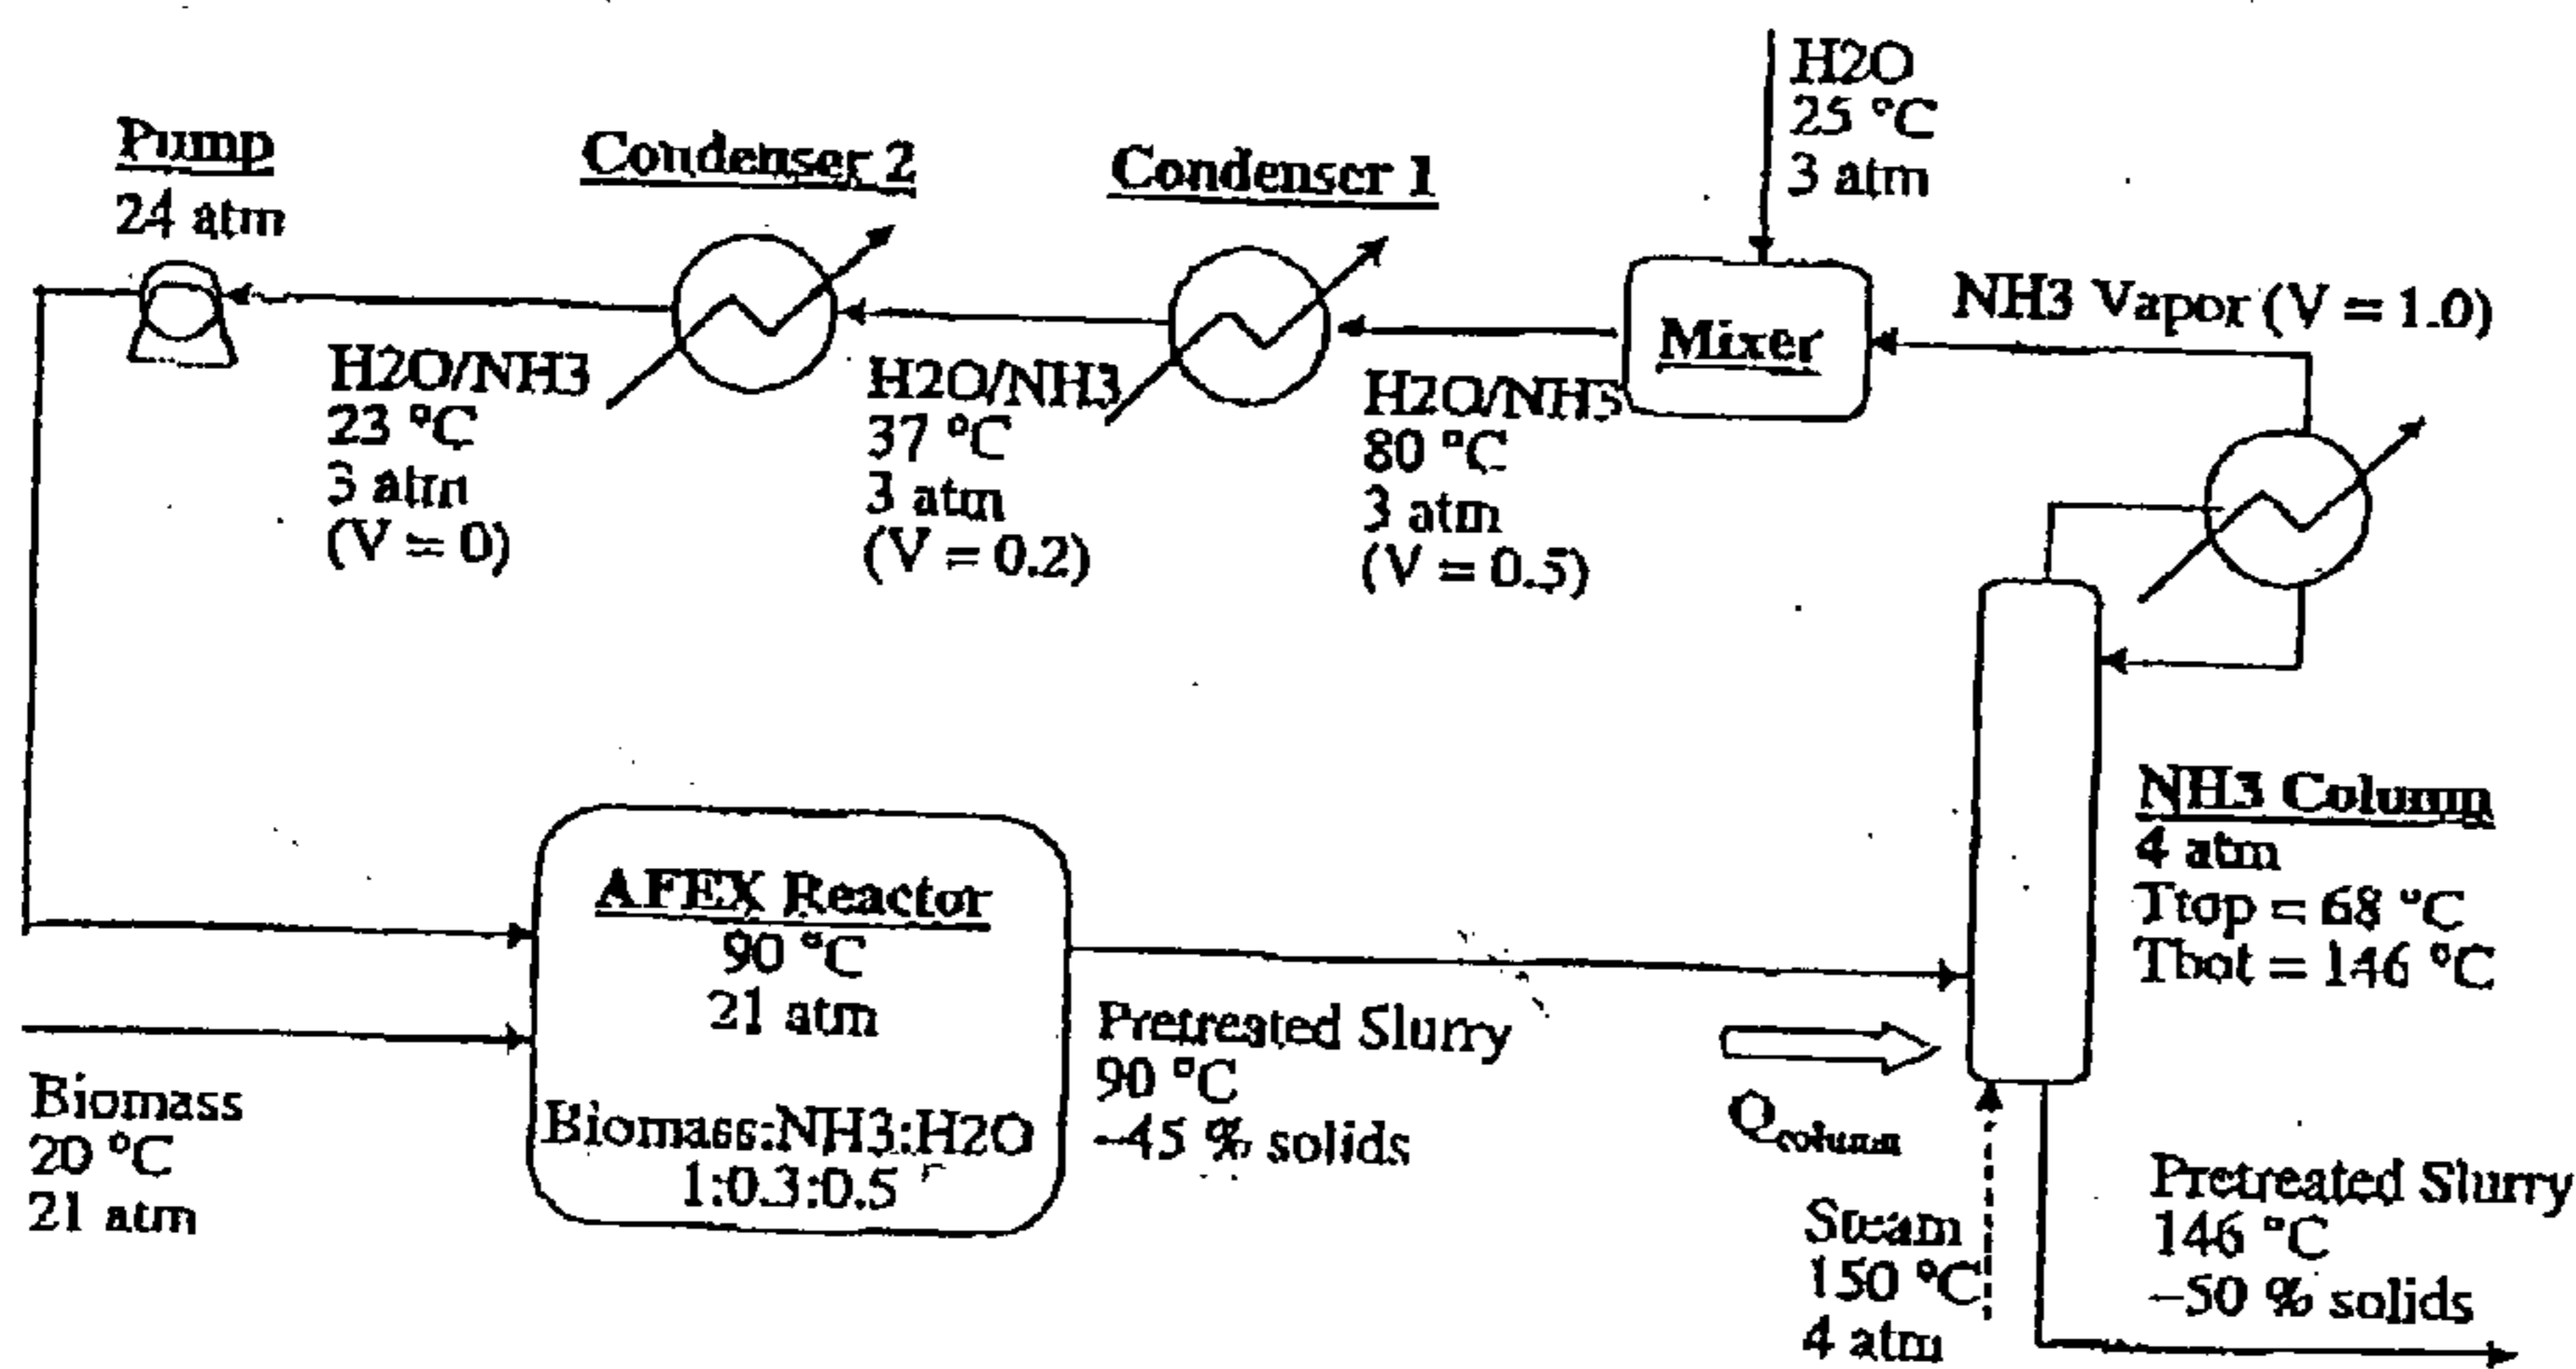 Pump
24 atm
Condenser 2
Condenser 1
H2O
25 °C
3 atm
Mixer
NH3 Vapor (V = 1.0)
H2O/NH3
23 °C
3 atm
(V = 0)
H2O/NH3
37 °C
3 atm
(V = 0.2)
H2O/NH3
80 °C
3 atm
(V = 0.5)
NH3 Column
4 atm
Ttop = 68 °C
Tbot = 146 °C
AFEX Reactor
90 °C
21 atm
Biomass:NH3:H2O
1:0.3:0.5
Biomass
20 °C
21 atm
Pretreated Slurry
90 °C
~45 % solids
Qcolumn
Steam
150 °C
4 atm
Pretreated Slurry
146 °C
~50 % solids